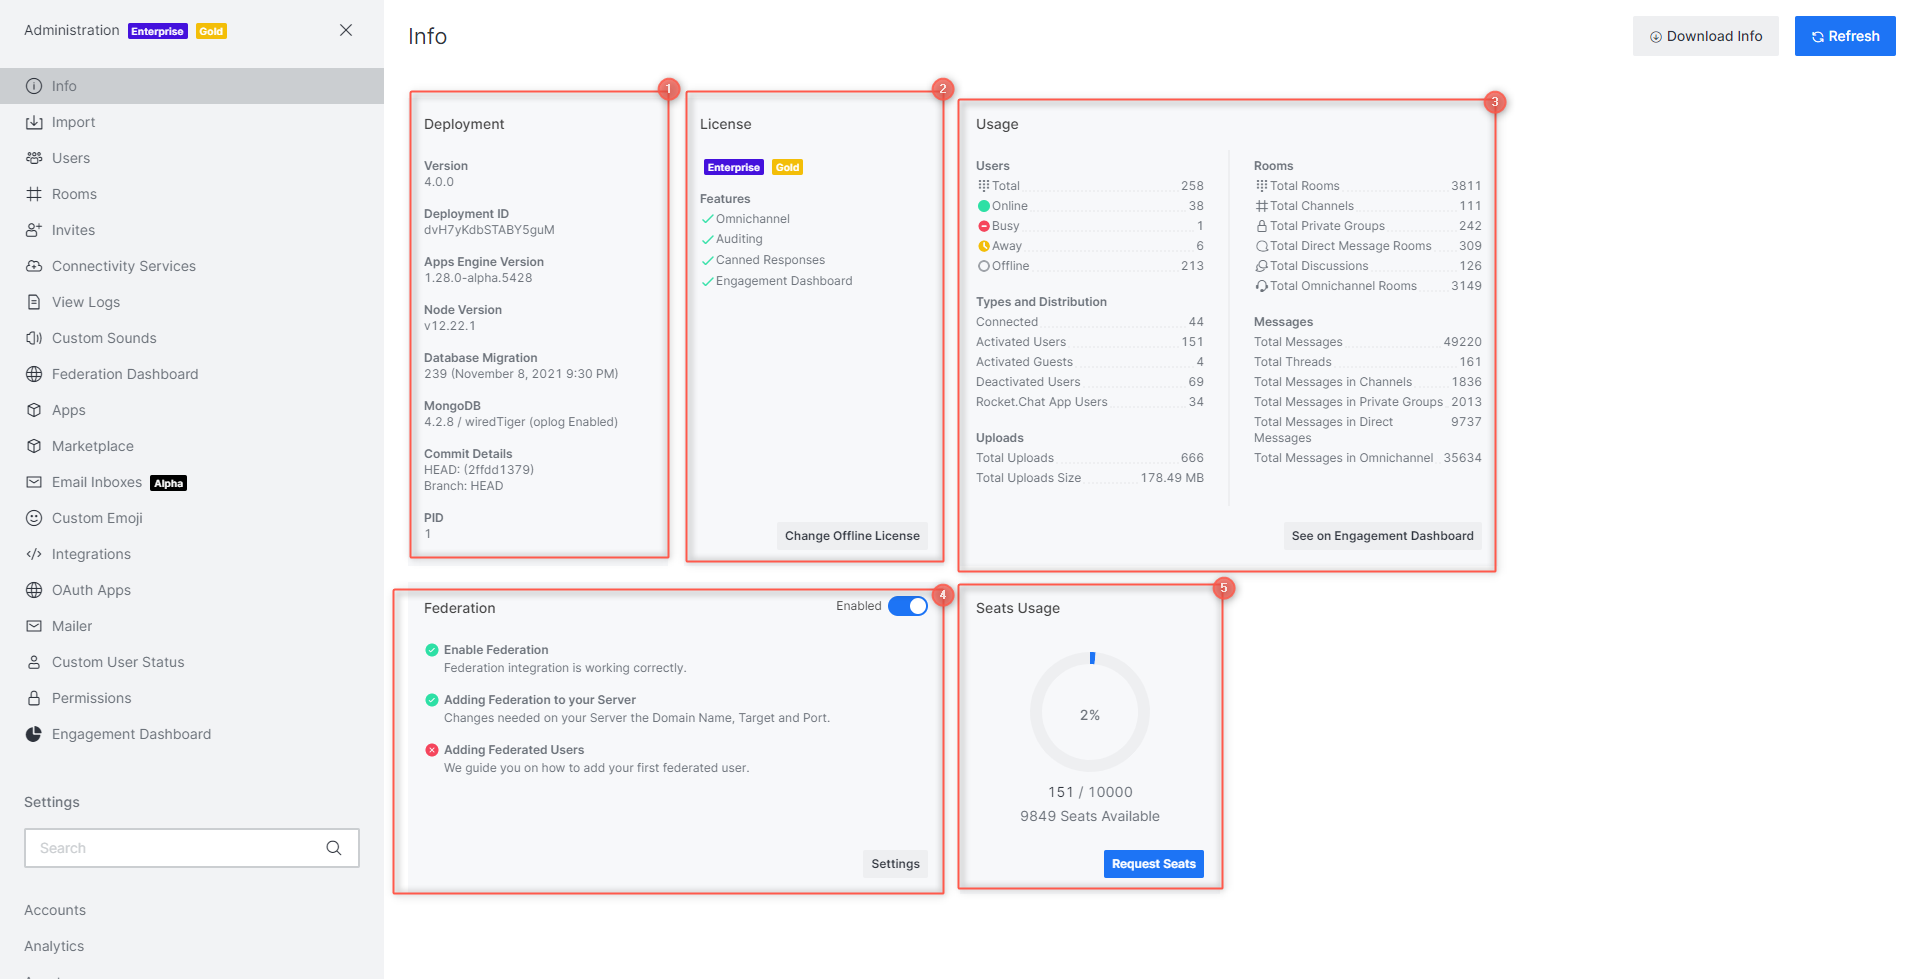 Administration Enterprise Gold
Info
Import
Users
Rooms
Invites
Connectivity Services
View Logs
Custom Sounds
Federation Dashboard
Apps
Marketplace
Email Inboxes Alpha
Custom Emoji
Integrations
OAuth Apps
Mailer
Custom User Status
Permissions
Engagement Dashboard
Settings
Search
Accounts
Analytics
Info
Download Info
Refresh
1
Deployment
Version
4.0.0
Deployment ID
dvH7yKdbSTABY5guM
Apps Engine Version
1.28.0-alpha.5428
Node Version
v12.22.1
Database Migration
239 (November 8, 2021 9:30 PM)
MongoDB
4.2.8 / wiredTiger (oplog Enabled)
Commit Details
HEAD: (2ffdd1379)
Branch: HEAD
PID
1
2
License
Enterprise Gold
Features
Omnichannel
Auditing
Canned Responses
Engagement Dashboard
Change Offline License
3
Usage
Users
Total 258
Online 38
Busy 1
Away 6
Offline 213
Types and Distribution
Connected 44
Activated Users 151
Activated Guests 4
Deactivated Users 69
Rocket.Chat App Users 34
Uploads
Total Uploads 666
Total Uploads Size 178.49 MB
Rooms
Total Rooms 3811
Total Channels 111
Total Private Groups 242
Total Direct Message Rooms 309
Total Discussions 126
Total Omnichannel Rooms 3149
Messages
Total Messages 49220
Total Threads 161
Total Messages in Channels 1836
Total Messages in Private Groups 2013
Total Messages in Direct 9737
Messages
Total Messages in Omnichannel 35634
See on Engagement Dashboard
4
Federation
Enabled
Enable Federation
Federation integration is working correctly.
Adding Federation to your Server
Changes needed on your Server the Domain Name, Target and Port.
Adding Federated Users
We guide you on how to add your first federated user.
Settings
5
Seats Usage
2%
151 / 10000
9849 Seats Available
Request Seats